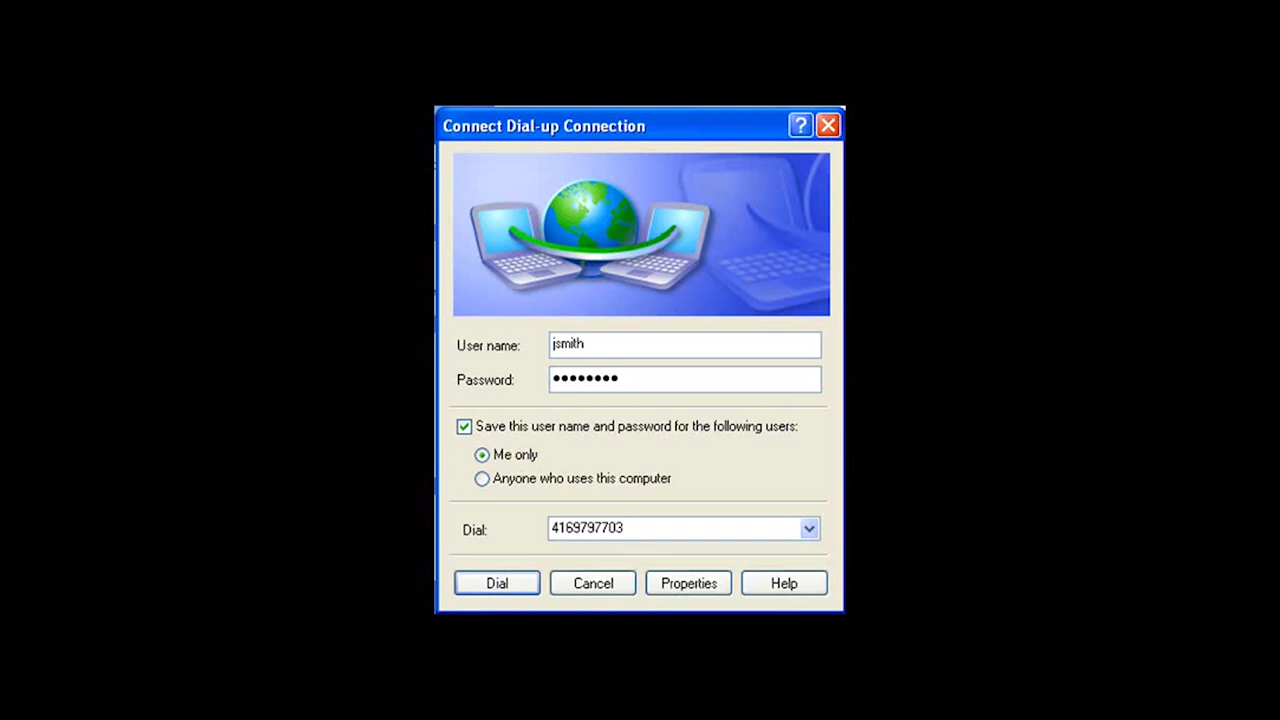 Connect Dial-up Connection
?
User name:
jsmith
Password:
••••••••
Save this user name and password for the following users:
Me only
Anyone who uses this computer
Dial:
4169797703
Dial
Cancel
Properties
Help